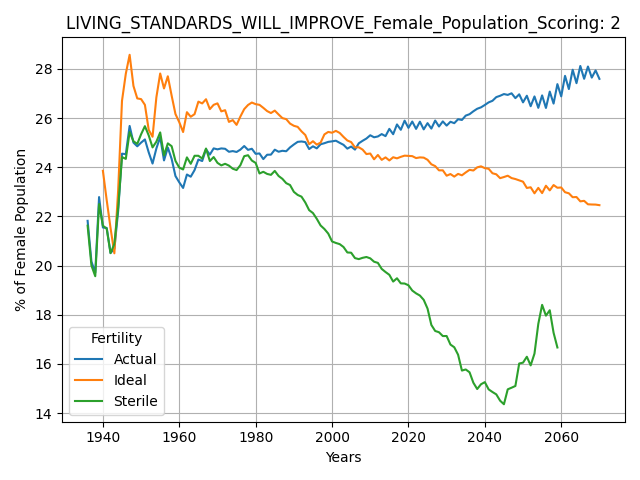 LIVING_STANDARDS_WILL_IMPROVE_Female_Population_Scoring: 2
% of Female Population
28
26
24
22
20
18
16
14
Fertility
Actual
Ideal
Sterile
1940 1960 1980 2000 2020 2040 2060
Years